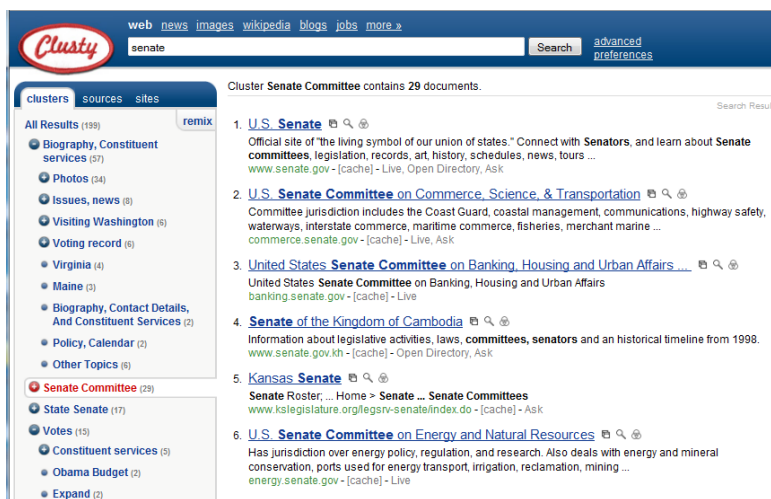 web news images wikipedia blogs jobs more »
Clusty
senate
Search
advanced
preferences
clusters sources sites
remix
All Results (199)
Biography, Constituent
services (57)
Photos (34)
Issues, news (8)
Visiting Washington (6)
Voting record (6)
Virginia (4)
Maine (3)
Biography, Contact Details,
And Constituent Services (2)
Policy, Calendar (2)
Other Topics (6)
Senate Committee (29)
State Senate (17)
Votes (15)
Constituent services (5)
Obama Budget (2)
Expand (2)
Cluster Senate Committee contains 29 documents.
Search Resul
1. U.S. Senate
Official site of "the living symbol of our union of states." Connect with Senators, and learn about Senate
committees, legislation, records, art, history, schedules, news, tours ...
www.senate.gov - [cache] - Live, Open Directory, Ask
2. U.S. Senate Committee on Commerce, Science, & Transportation
Committee jurisdiction includes the Coast Guard, coastal management, communications, highway safety,
waterways, interstate commerce, maritime commerce, fisheries, merchant marine ...
commerce.senate.gov - [cache] - Live, Ask
3. United States Senate Committee on Banking, Housing and Urban Affairs ...
United States Senate Committee on Banking, Housing and Urban Affairs
banking.senate.gov - [cache] - Live
4. Senate of the Kingdom of Cambodia
Information about legislative activities, laws, committees, senators and an historical timeline from 1998.
www.senate.gov.kh - [cache] - Open Directory, Ask
5. Kansas Senate
Senate Roster; ... Home > Senate ... Senate Committees
www.kslegislature.org/legsrv-senate/index.do - [cache] - Ask
6. U.S. Senate Committee on Energy and Natural Resources
Has jurisdiction over energy policy, regulation, and research. Also deals with energy and mineral
conservation, ports used for energy transport, irrigation, reclamation, mining ...
energy.senate.gov - [cache] - Live